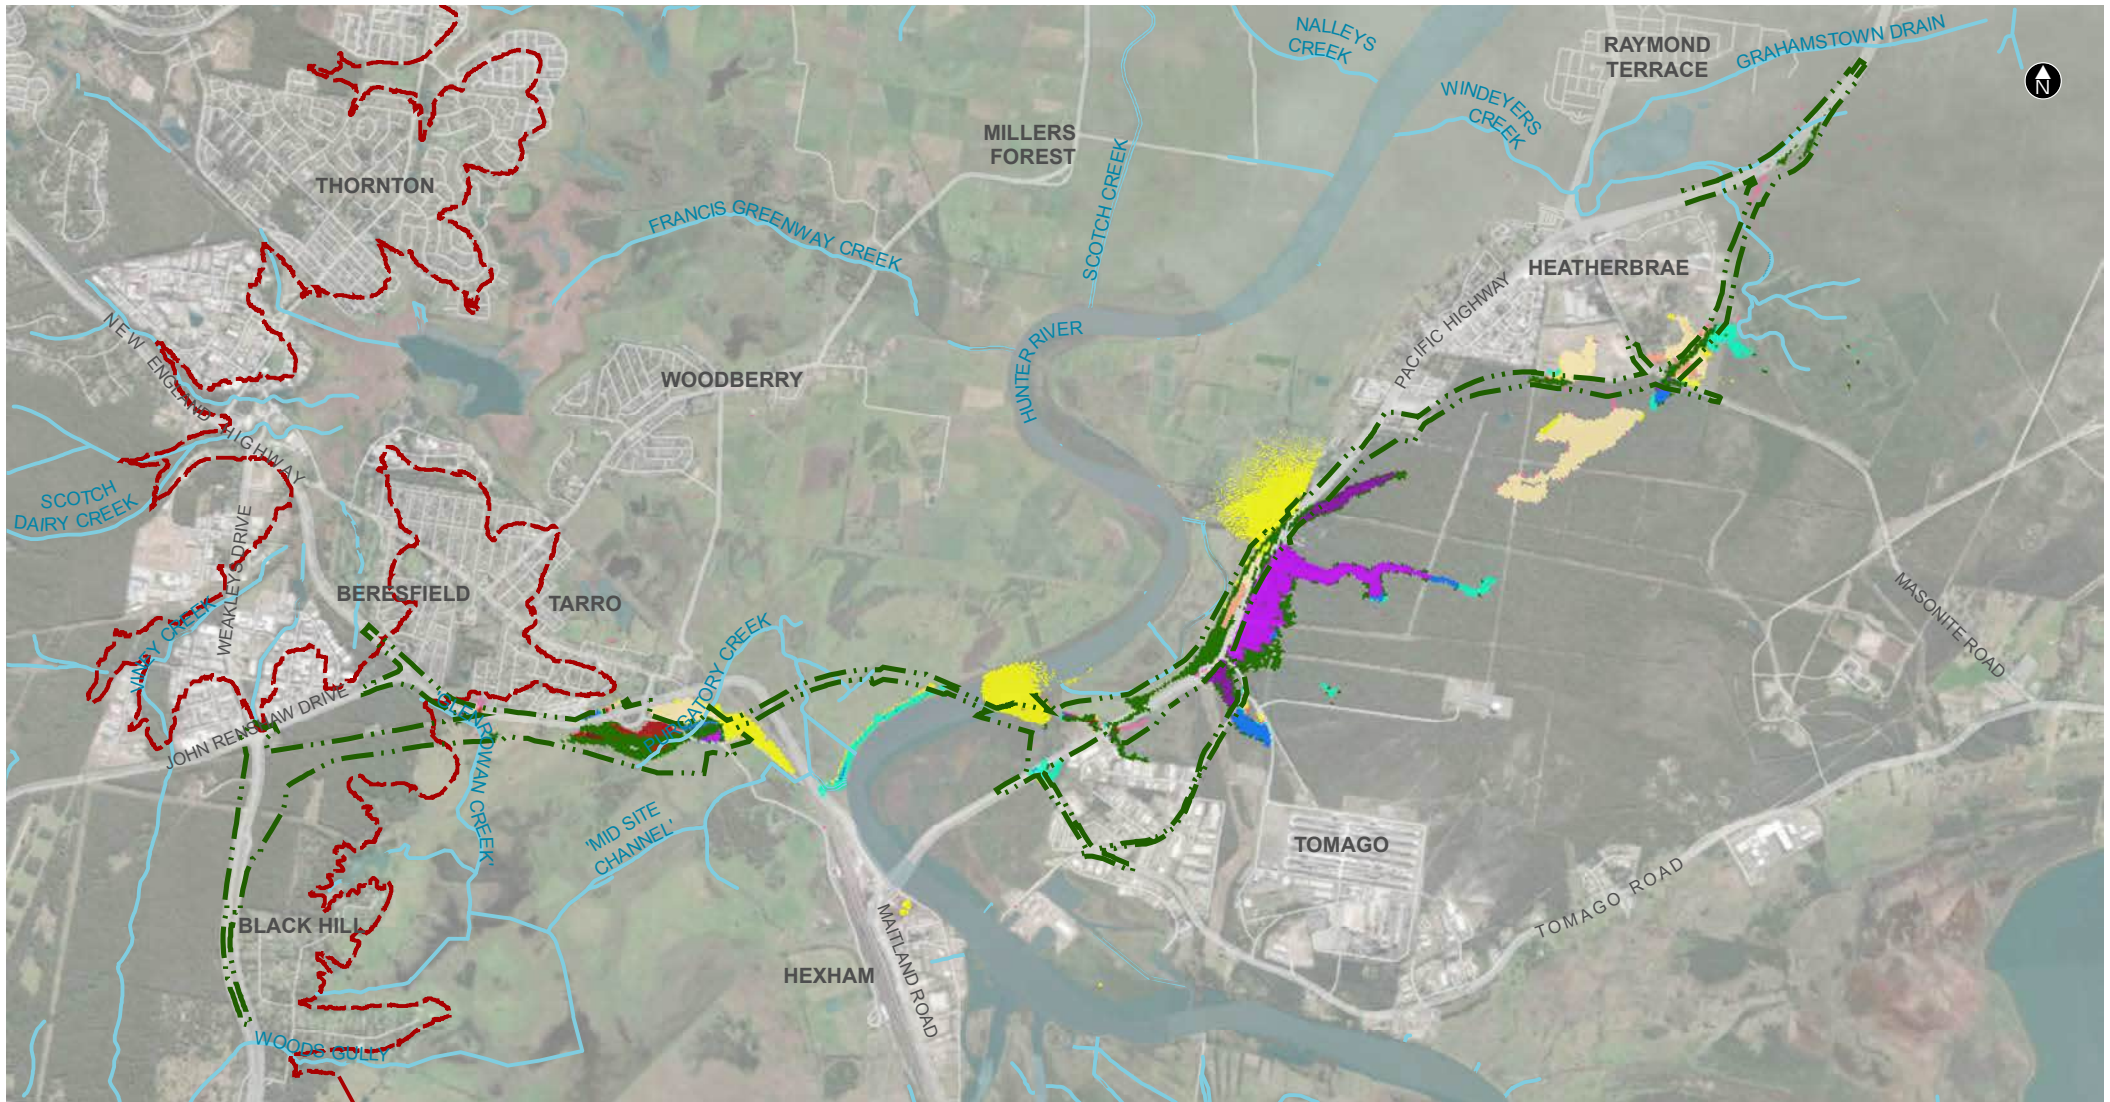 NALLEYS
CREEK
RAYMOND
TERRACE
GRAHAMSTOWN DRAIN
N
WINDEYERS
CREEK
MILLERS
FOREST
SCOTCH CREEK
THORNTON
FRANCIS GREENWAY CREEK
HEATHERBRAE
PACIFIC HIGHWAY
HUNTER RIVER
NEW ENGLAND HIGHWAY
WOODBERRY
SCOTCH
DAIRY CREEK
WEAKLEYS DRIVE
BERESFIELD
TARRO
MASONITE ROAD
VINEY CREEK
PURGATORY CREEK
JOHN RENSHAW DRIVE
'GLENROWAN CREEK'
'MID SITE
CHANNEL'
TOMAGO
TOMAGO ROAD
BLACK HILL
HEXHAM
MAITLAND ROAD
WOODS GULLY